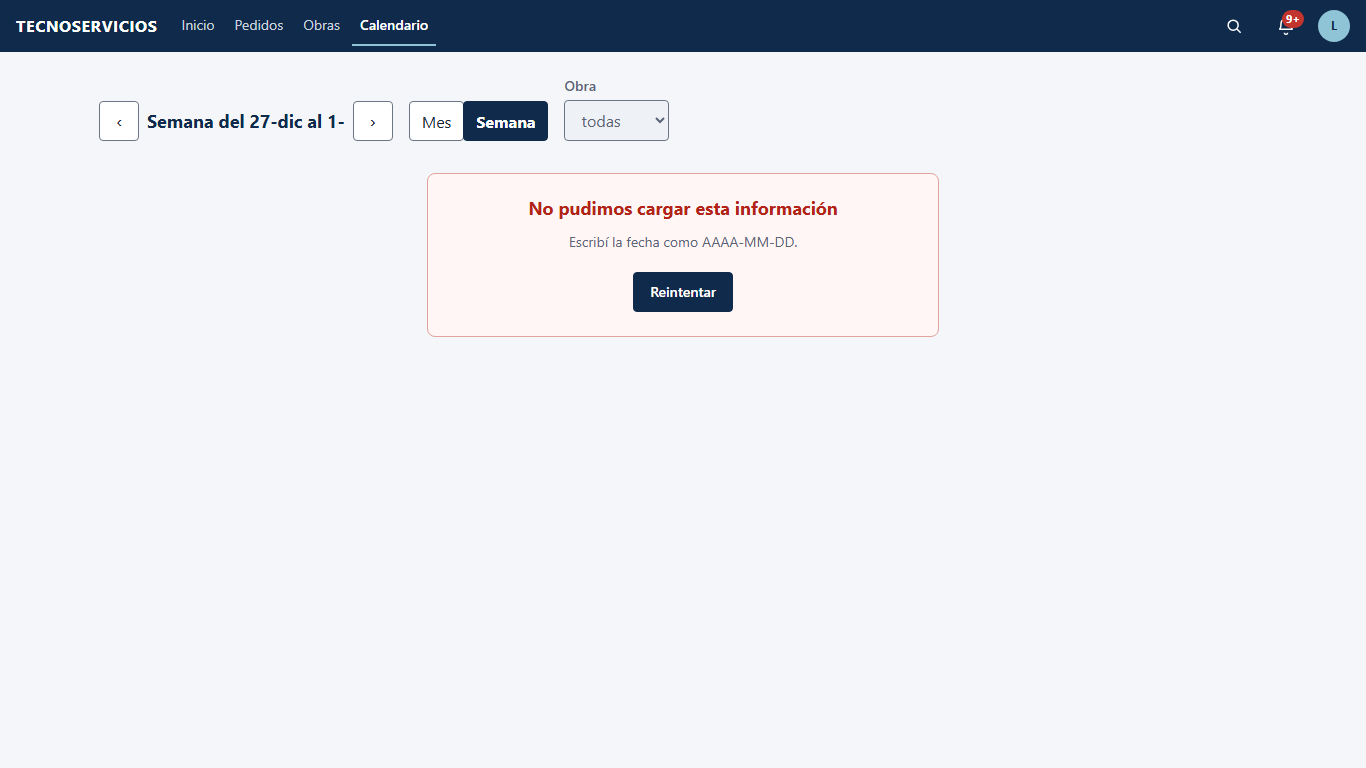 TECNOSERVICIOS Inicio Pedidos Obras Calendario 9+ L
Obra
‹ Semana del 27-dic al 1- › Mes Semana todas
No pudimos cargar esta información
Escribí la fecha como AAAA-MM-DD.
Reintentar